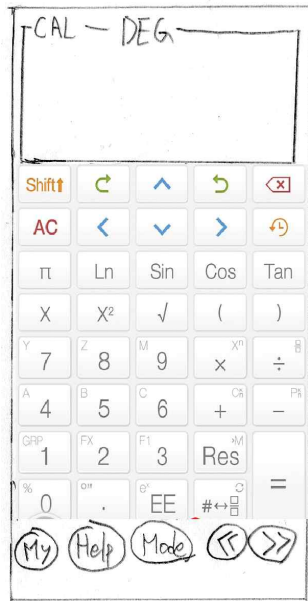 CAL - DEG
Shift
AC
π Ln Sin Cos Tan
X X² √ ( )
Y 7 Z 8 M 9 Xⁿ × ÷
A 4 B 5 C 6 + −
GRP 1 FX 2 F1 3 M Res =
% 0 o''' . eˣ EE #↔
My Help Mode << >>